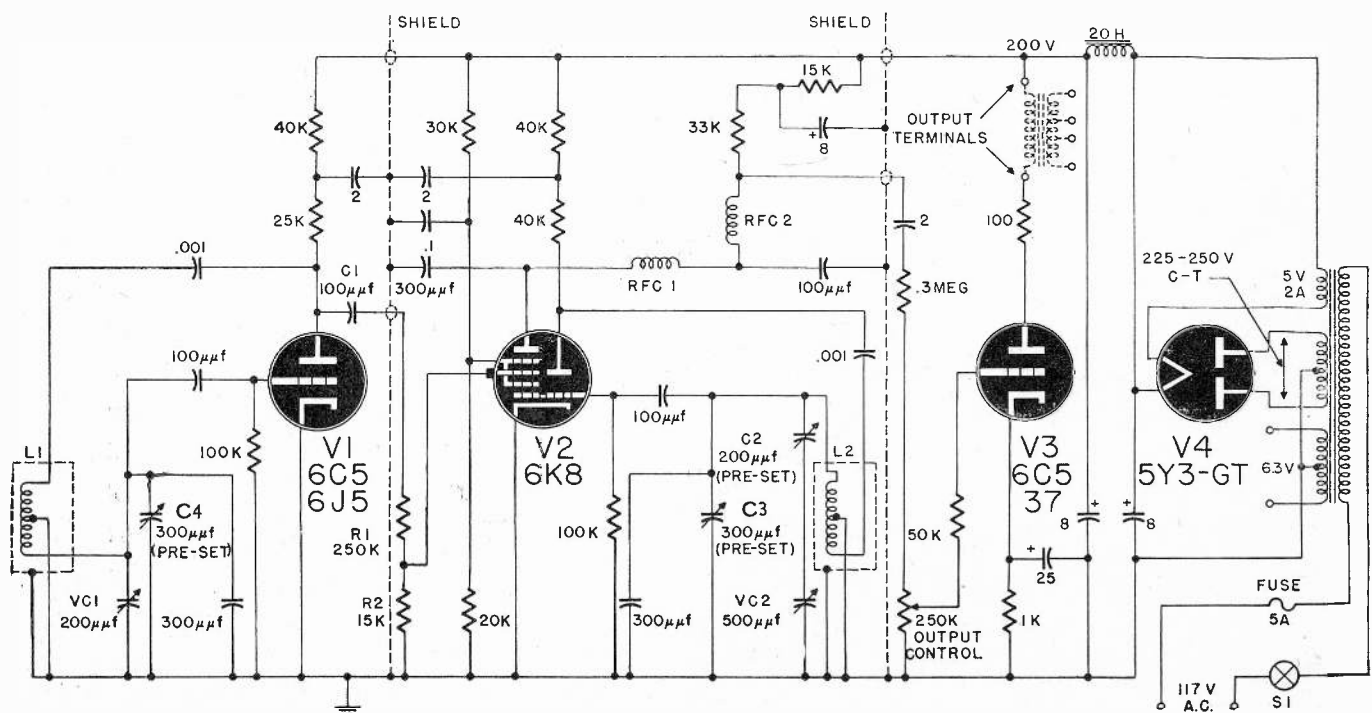 SHIELD
SHIELD
20 H
200 V
15 K
40K
30K
40K
33K
+
8
OUTPUT
TERMINALS
2
2
2
25K
40K
RFC 2
100
.001
.1
225-250 V
C-T
5 V
2A
C1
100μμf
300μμf
RFC 1
100μμf
.3MEG
100μμf
.001
100μμf
V1
6C5
6J5
V2
6K8
C2
200μμf
(PRE-SET)
L2
V3
6C5
37
V4
5Y3-GT
6.3V
L1
100K
C4
300μμf
(PRE-SET)
R1
250K
100K
C3
300μμf
(PRE-SET)
50K
+
8
+
8
+
25
VC1
200μμf
300μμf
R2
15K
20K
300μμf
VC2
500μμf
250K
OUTPUT
CONTROL
1K
FUSE
5A
117 V
A.C.
S1